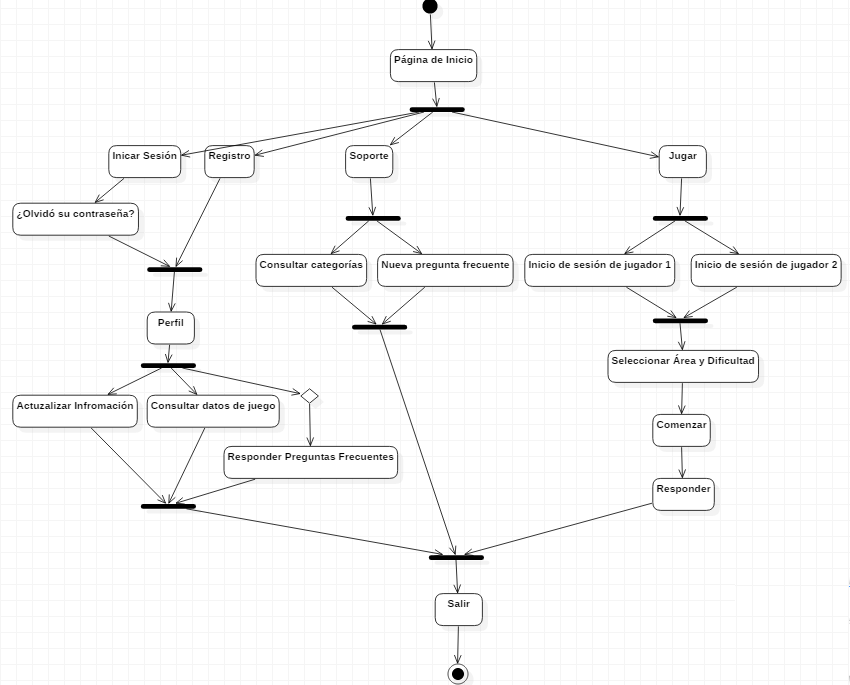 Página de Inicio
Inicar Sesión
Registro
Soporte
Jugar
¿Olvidó su contraseña?
Consultar categorías
Nueva pregunta frecuente
Inicio de sesión de jugador 1
Inicio de sesión de jugador 2
Perfil
Seleccionar Área y Dificultad
Actuzalizar Infromación
Consultar datos de juego
Comenzar
Responder Preguntas Frecuentes
Responder
Salir